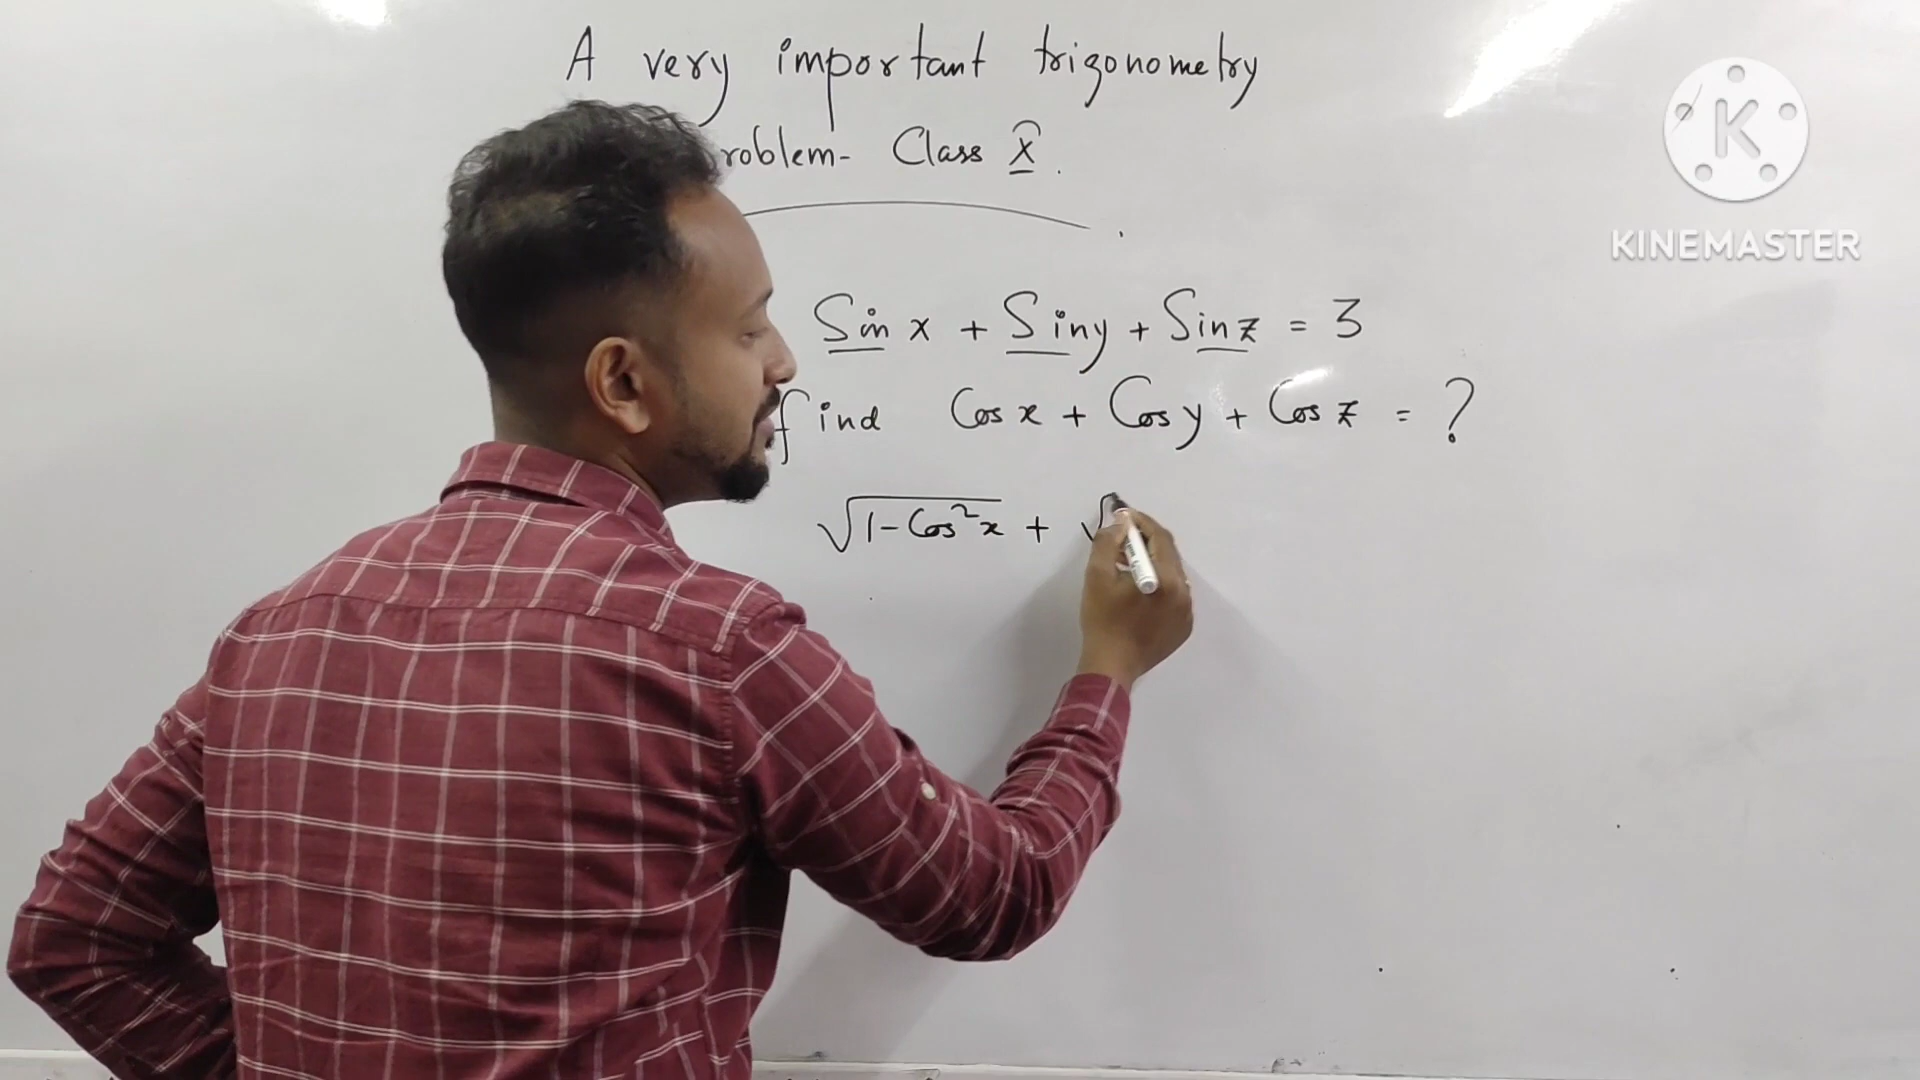 A very important trigonometry
roblem- Class X.
Sin x + Sin y + Sin z = 3
find Cos x + Cos y + Cos z = ?
√1-Cos²x + √
K
KINEMASTER